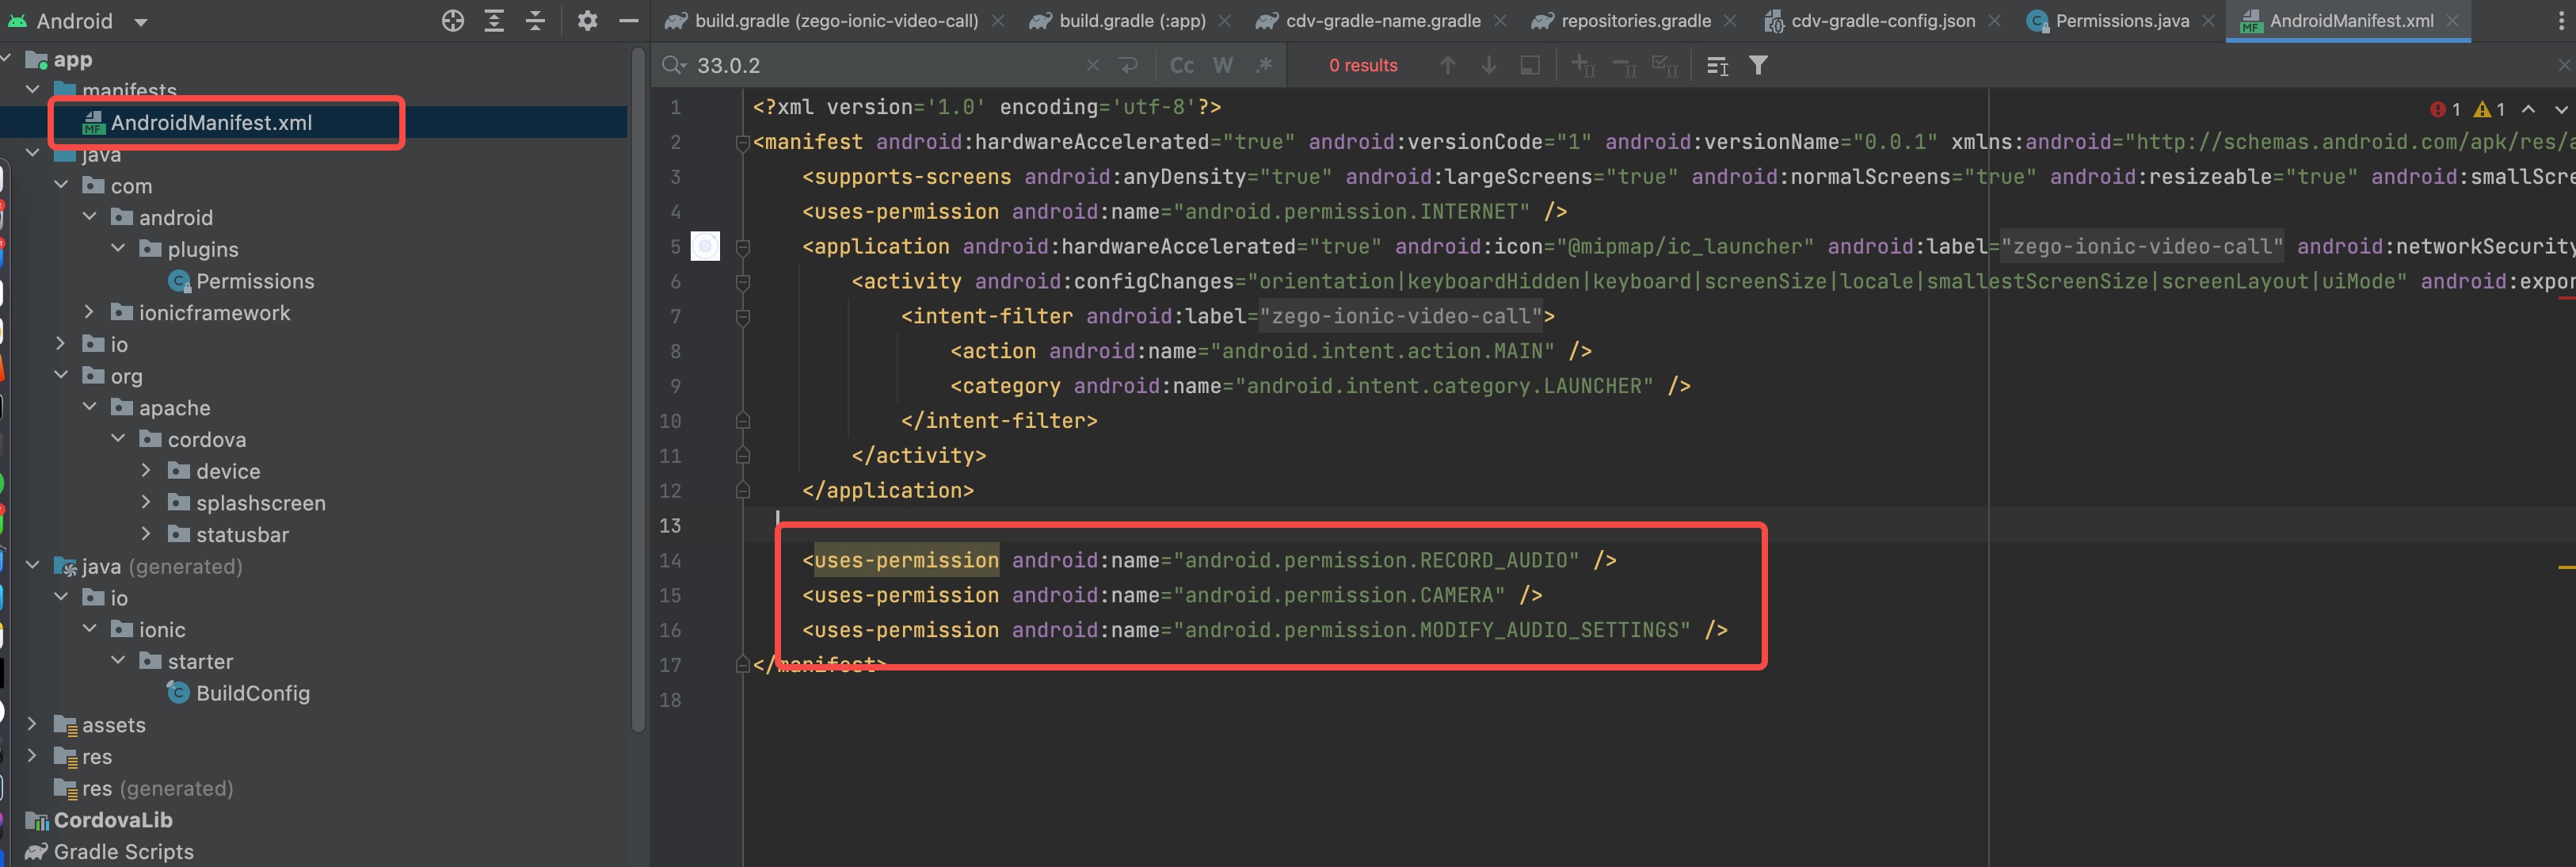 Android
build.gradle (zego-ionic-video-call)
build.gradle (:app)
cdv-gradle-name.gradle
repositories.gradle
cdv-gradle-config.json
Permissions.java
AndroidManifest.xml
33.0.2
Cc
W
.*
0 results
app
manifests
MF AndroidManifest.xml
java
com
android
plugins
C Permissions
ionicframework
io
org
apache
cordova
device
splashscreen
statusbar
java (generated)
io
ionic
starter
C BuildConfig
assets
res
res (generated)
CordovaLib
Gradle Scripts
1 1
1 <?xml version='1.0' encoding='utf-8'?>
2 <manifest android:hardwareAccelerated="true" android:versionCode="1" android:versionName="0.0.1" xmlns:android="http://schemas.android.com/apk/res/a
3 <supports-screens android:anyDensity="true" android:largeScreens="true" android:normalScreens="true" android:resizeable="true" android:smallScre
4 <uses-permission android:name="android.permission.INTERNET" />
5 <application android:hardwareAccelerated="true" android:icon="@mipmap/ic_launcher" android:label="zego-ionic-video-call" android:networkSecurity
6 <activity android:configChanges="orientation|keyboardHidden|keyboard|screenSize|locale|smallestScreenSize|screenLayout|uiMode" android:expor
7 <intent-filter android:label="zego-ionic-video-call">
8 <action android:name="android.intent.action.MAIN" />
9 <category android:name="android.intent.category.LAUNCHER" />
10 </intent-filter>
11 </activity>
12 </application>
13
14 <uses-permission android:name="android.permission.RECORD_AUDIO" />
15 <uses-permission android:name="android.permission.CAMERA" />
16 <uses-permission android:name="android.permission.MODIFY_AUDIO_SETTINGS" />
17 </manifest>
18